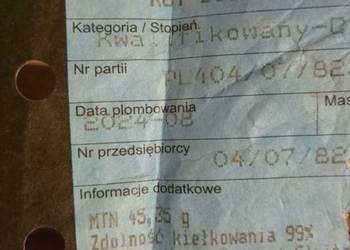 Kategoria / Stopień.
Kwalifikowany-
Nr partii
PL404/07/82
Data plombowania
2024-08
Mas
Nr przedsiębiorcy
04/07/82
Informacje dodatkowe
MTN 45,35 g
Zdolność kiełkowania 99%